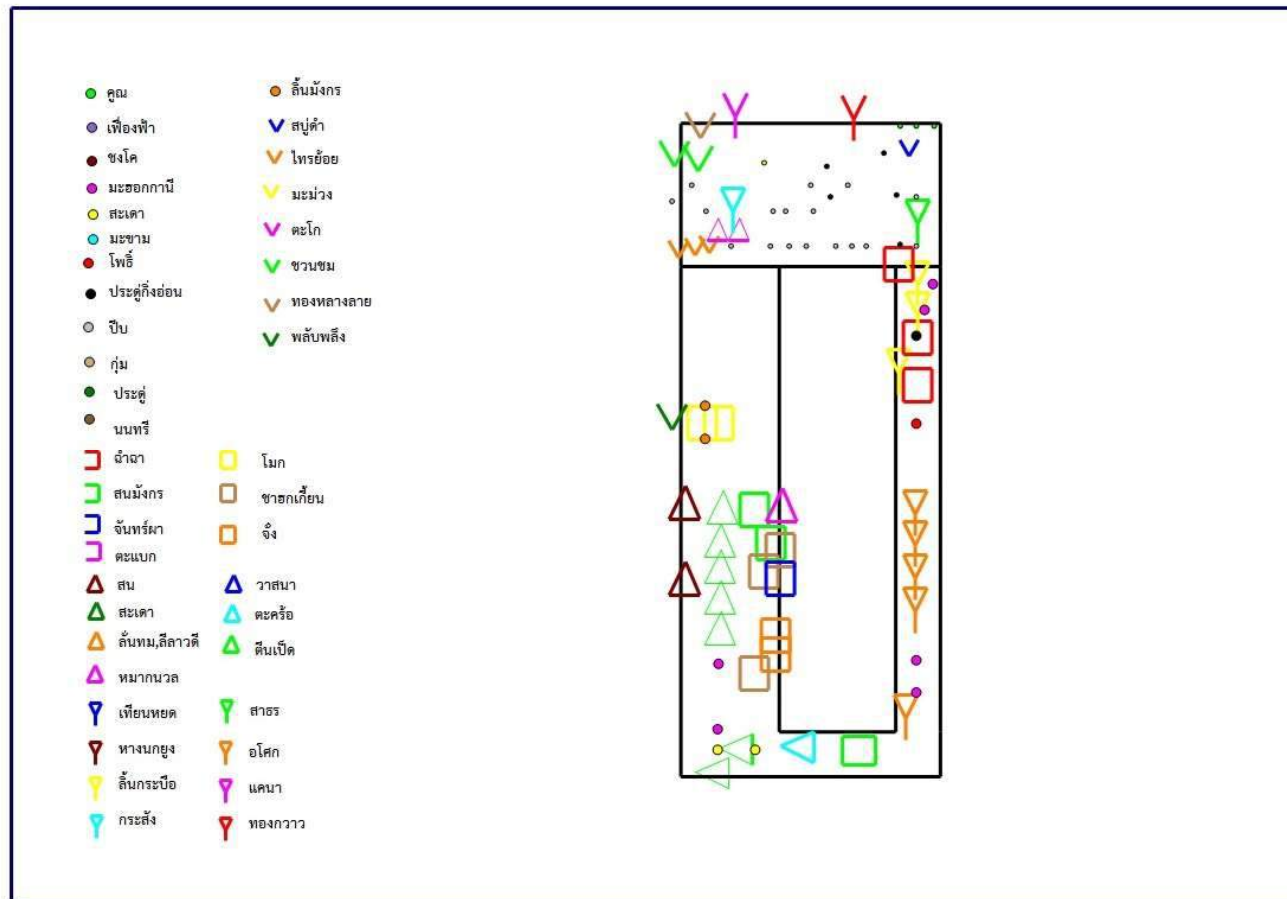 คูณ
เฟื่องฟ้า
ชงโค
มะฮอกกานี
สะเดา
มะขาม
โพธิ์
ประดู่กิ่งอ่อน
ปีบ
กุ่ม
ประดู่
นนทรี
ลิ้นมังกร
สบู่ดำ
ไทรย้อย
มะม่วง
ตะโก
ชวนชม
ทองหลางลาย
พลับพลึง
ฉำฉา
สนมังกร
จันทร์ผา
ตะแบก
โมก
ชาฮกเกี้ยน
จั๋ง
สน
สะเดา
ลั่นทม,ลีลาวดี
หมากนวล
วาสนา
ตะคร้อ
ตีนเป็ด
เทียนหยด
หางนกยูง
ลิ้นกระบือ
กระสัง
สาธร
อโศก
แคนา
ทองกวาว